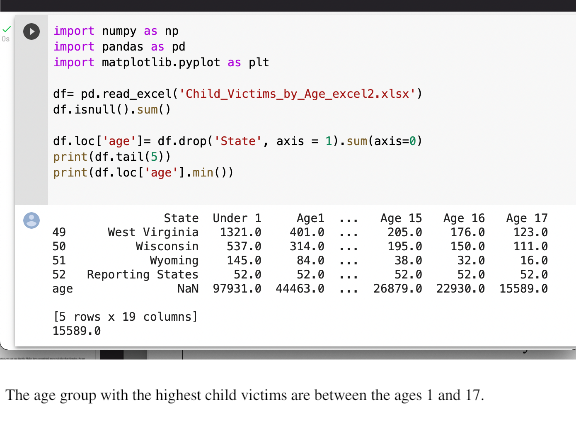 import numpy as np
import pandas as pd
import matplotlib.pyplot as plt
df= pd.read_excel('Child_Victims_by_Age_excel2.xlsx')
df.isnull().sum()
df.loc['age']= df.drop('State', axis = 1).sum(axis=0)
print(df.tail(5))
print(df.loc['age'].min())
State Under 1 Age1 ... Age 15 Age 16 Age 17
49 West Virginia 1321.0 401.0 ... 205.0 176.0 123.0
50 Wisconsin 537.0 314.0 ... 195.0 150.0 111.0
51 Wyoming 145.0 84.0 ... 38.0 32.0 16.0
52 Reporting States 52.0 52.0 ... 52.0 52.0 52.0
age NaN 97931.0 44463.0 ... 26879.0 22930.0 15589.0
[5 rows x 19 columns]
15589.0
The age group with the highest child victims are between the ages 1 and 17.